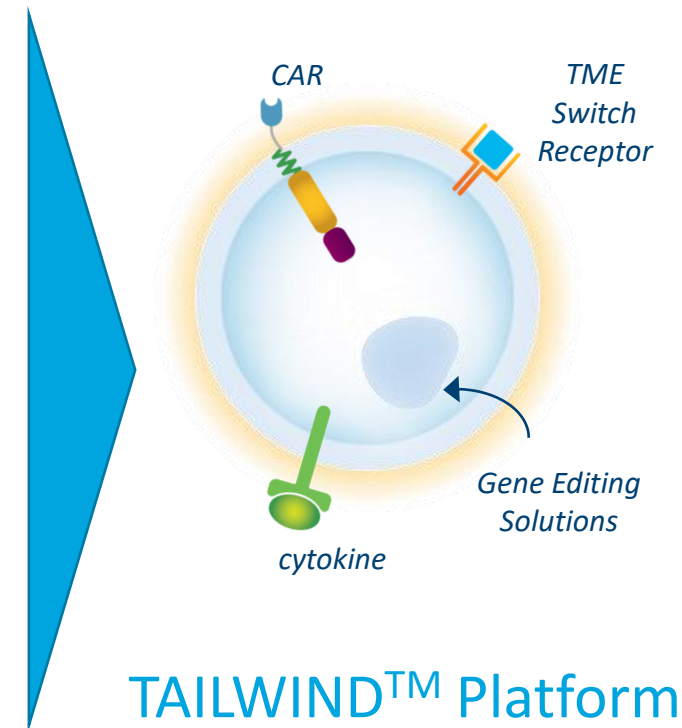 CAR
TME
Switch
Receptor
Gene Editing
Solutions
cytokine
TAILWIND™ Platform